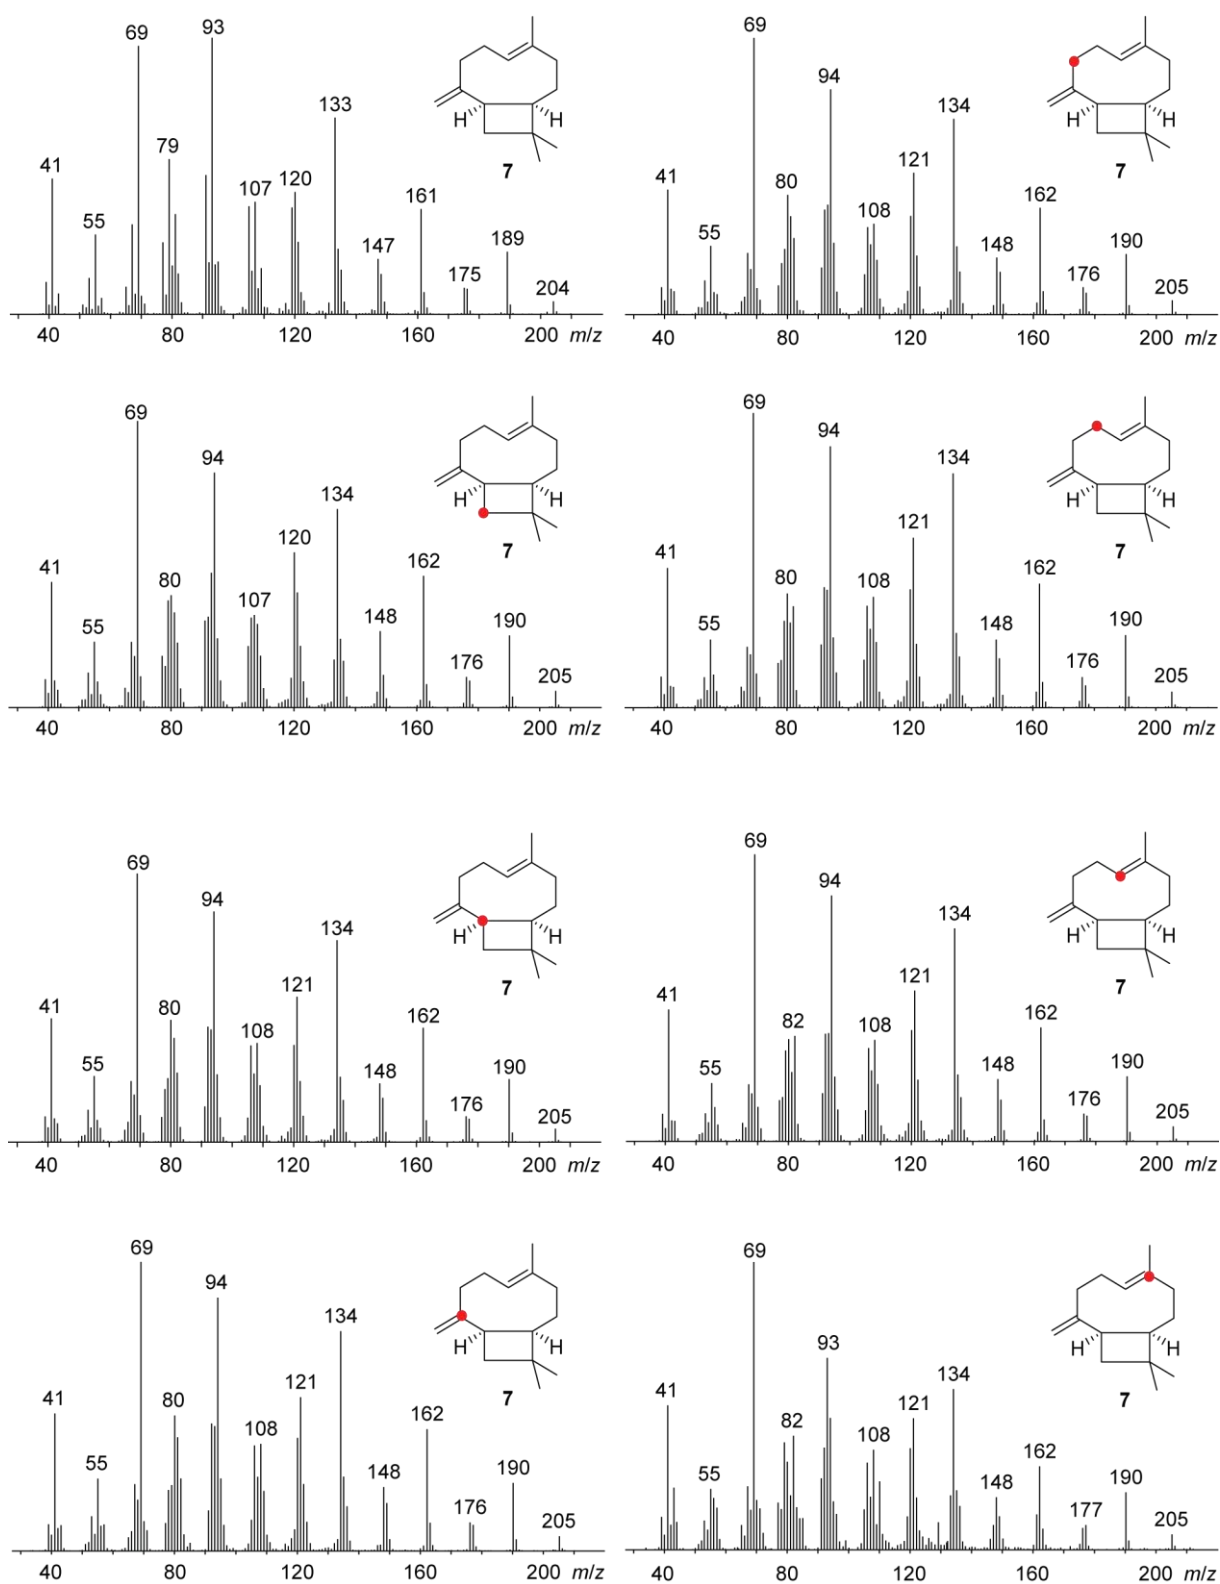 69 93 133 79 41 107 120 161 55 147 189 175 204
H H
7
40 80 120 160 200 m/z
69 94 134 121 41 80 108 162 55 148 190 176 205
H H
7
40 80 120 160 200 m/z
69 94 134 120 41 80 107 162 55 148 190 176 205
H H
7
40 80 120 160 200 m/z
69 94 134 121 41 80 108 162 55 148 190 176 205
H H
7
40 80 120 160 200 m/z
69 94 134 121 41 80 108 162 55 148 190 176 205
H H
7
40 80 120 160 200 m/z
69 94 134 121 41 82 108 162 55 148 190 176 205
H H
7
40 80 120 160 200 m/z
69 94 134 121 41 80 108 162 55 148 190 176 205
H H
7
40 80 120 160 200 m/z
69 93 134 121 41 82 108 162 55 148 190 177 205
H H
7
40 80 120 160 200 m/z